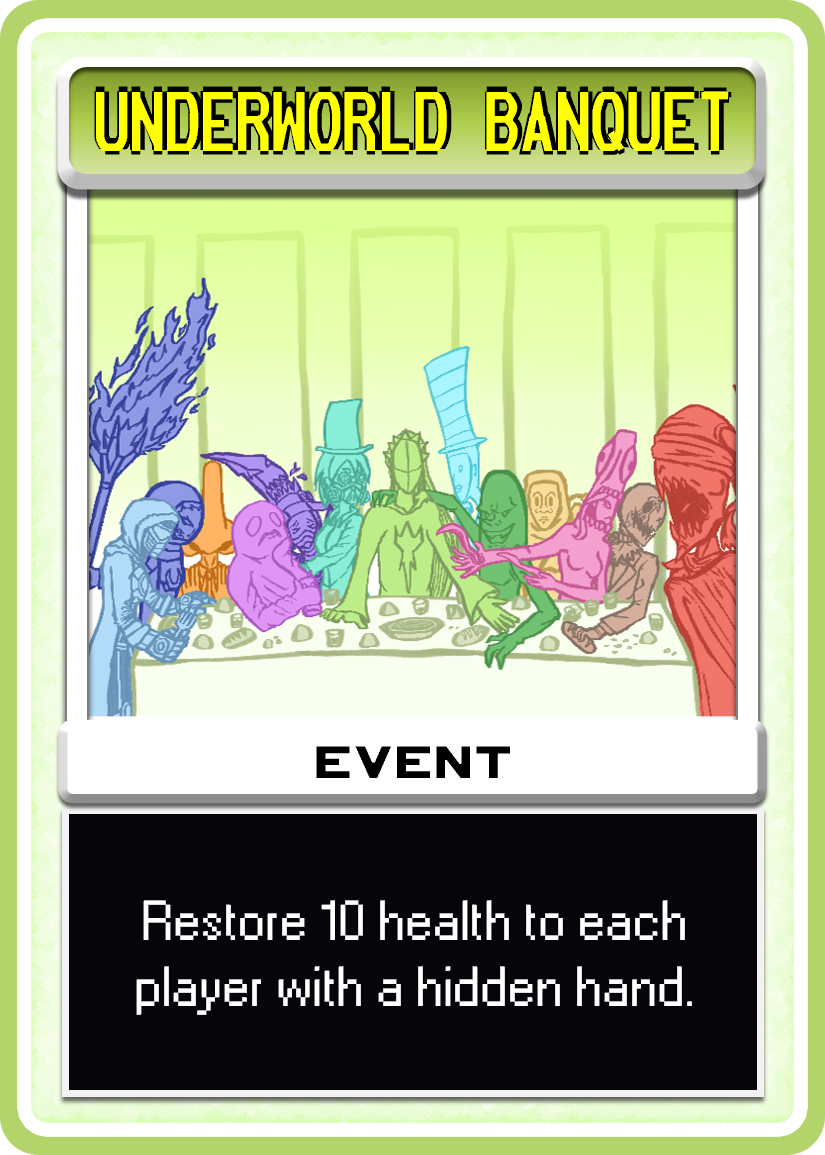 UNDERWORLD BANQUET
EVENT
Restore 10 health to each
player with a hidden hand.